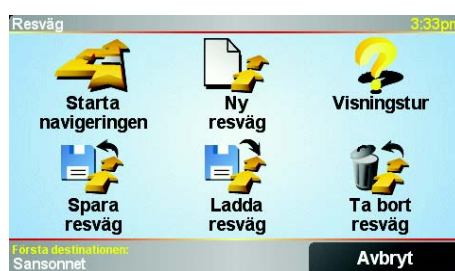 Resväg
3:33pm
Starta
navigeringen
Ny
resväg
Visningstur
Spara
resväg
Ladda
resväg
Ta bort
resväg
Första destinationen:
Sansonnet
Avbryt